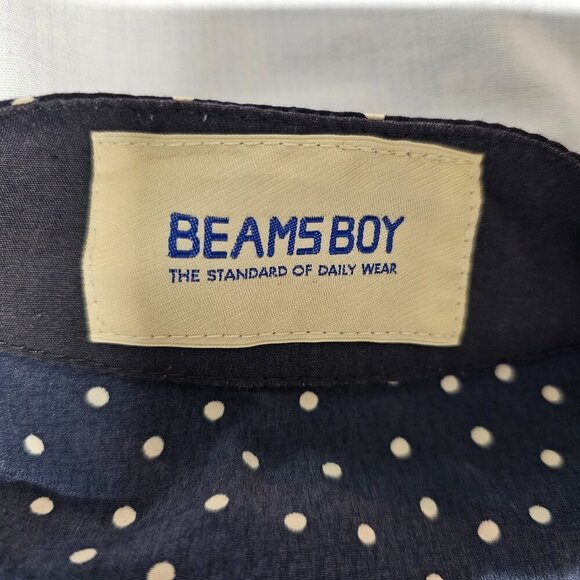 BEAMS BOY
THE STANDARD OF DAILY WEAR